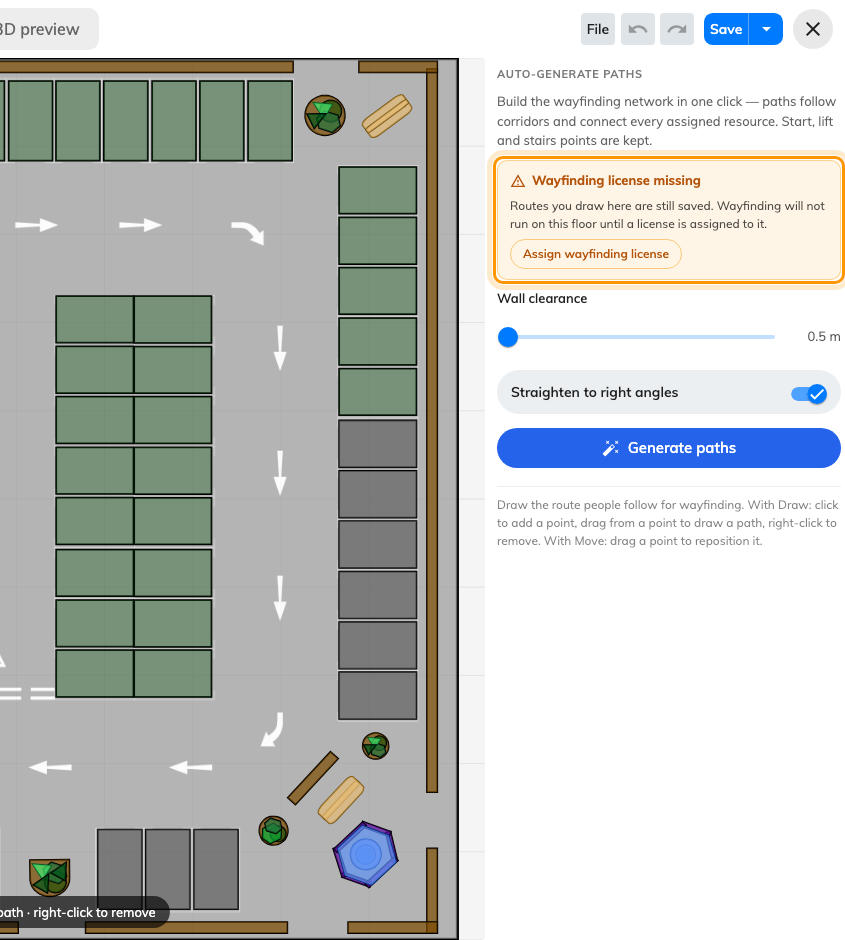 3D preview
File
Save
AUTO-GENERATE PATHS
Build the wayfinding network in one click — paths follow
corridors and connect every assigned resource. Start, lift
and stairs points are kept.
Wayfinding license missing
Routes you draw here are still saved. Wayfinding will not
run on this floor until a license is assigned to it.
Assign wayfinding license
Wall clearance
0.5 m
Straighten to right angles
Generate paths
Draw the route people follow for wayfinding. With Draw: click
to add a point, drag from a point to draw a path, right-click to
remove. With Move: drag a point to reposition it.
path · right-click to remove